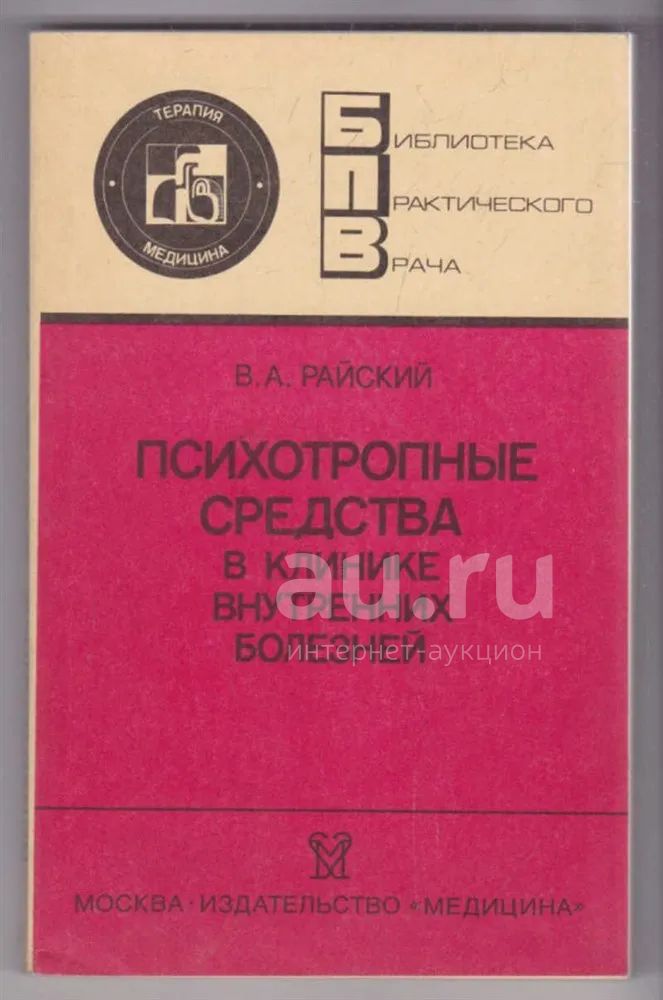 ТЕРАПИЯ
МЕДИЦИНА
БИБЛИОТЕКА
ПРАКТИЧЕСКОГО
ВРАЧА
В.А. РАЙСКИЙ
ПСИХОТРОПНЫЕ
СРЕДСТВА
В КЛИНИКЕ
ВНУТРЕННИХ
БОЛЕЗНЕЙ
au.ru
интернет-аукцион
МОСКВА · ИЗДАТЕЛЬСТВО «МЕДИЦИНА»